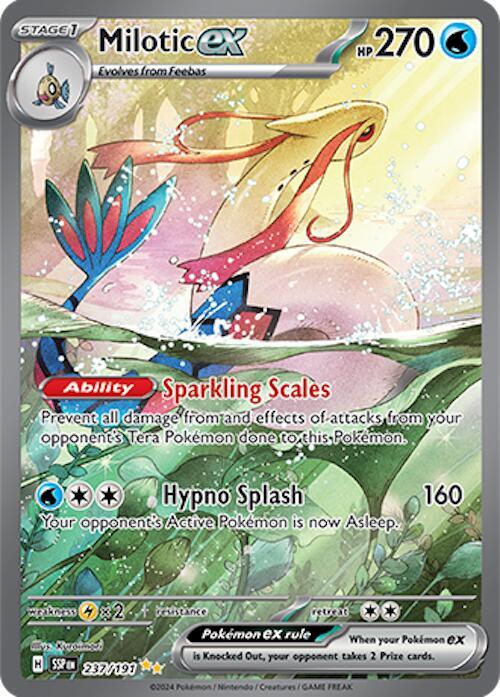 STAGE 1
Milotic ex
HP 270
Evolves from Feebas
Ability Sparkling Scales
Prevent all damage from and effects of attacks from your
opponent's Tera Pokémon done to this Pokémon.
Hypno Splash 160
Your opponent's Active Pokémon is now Asleep.
weakness ×2 resistance retreat
Illus. Kuroimori
Pokémon ex rule
When your Pokémon ex
is Knocked Out, your opponent takes 2 Prize cards.
H SSP EN 237/191
©2024 Pokémon / Nintendo / Creatures / GAME FREAK